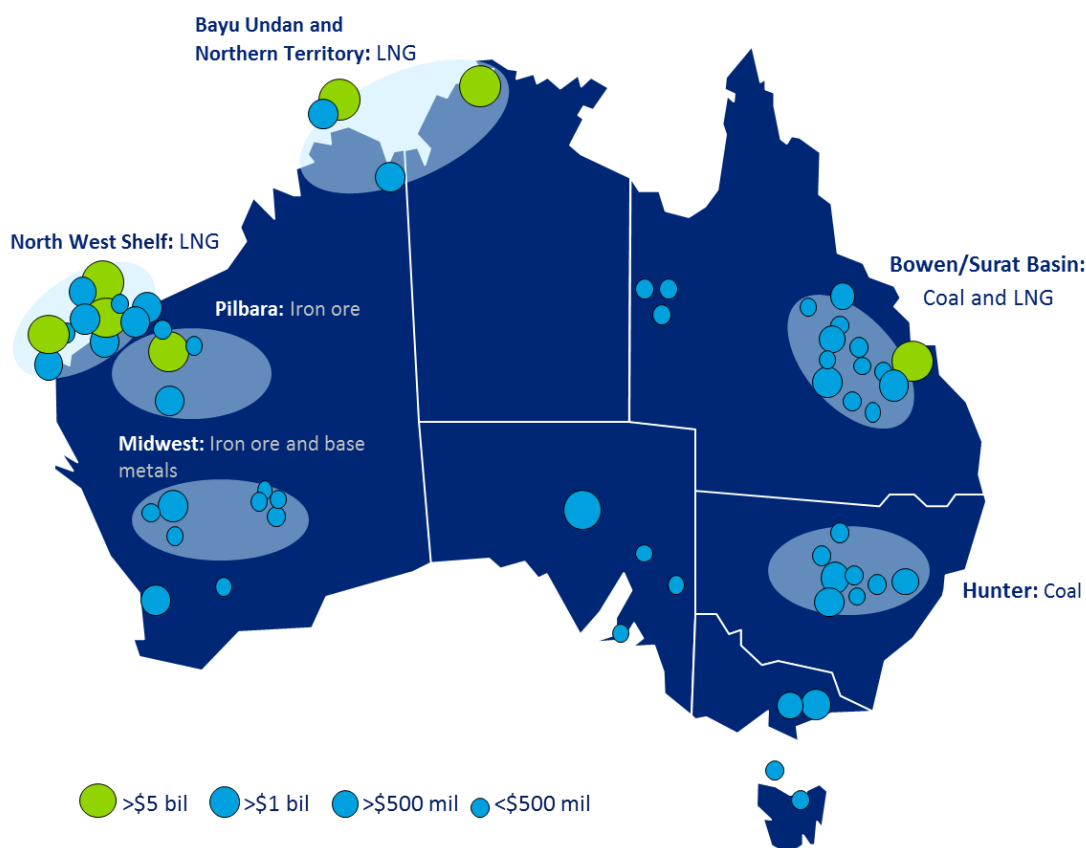 Bayu Undan and
Northern Territory: LNG
North West Shelf: LNG
Pilbara: Iron ore
Bowen/Surat Basin:
Coal and LNG
Midwest: Iron ore and base
metals
Hunter: Coal
>$5 bil >$1 bil >$500 mil <$500 mil